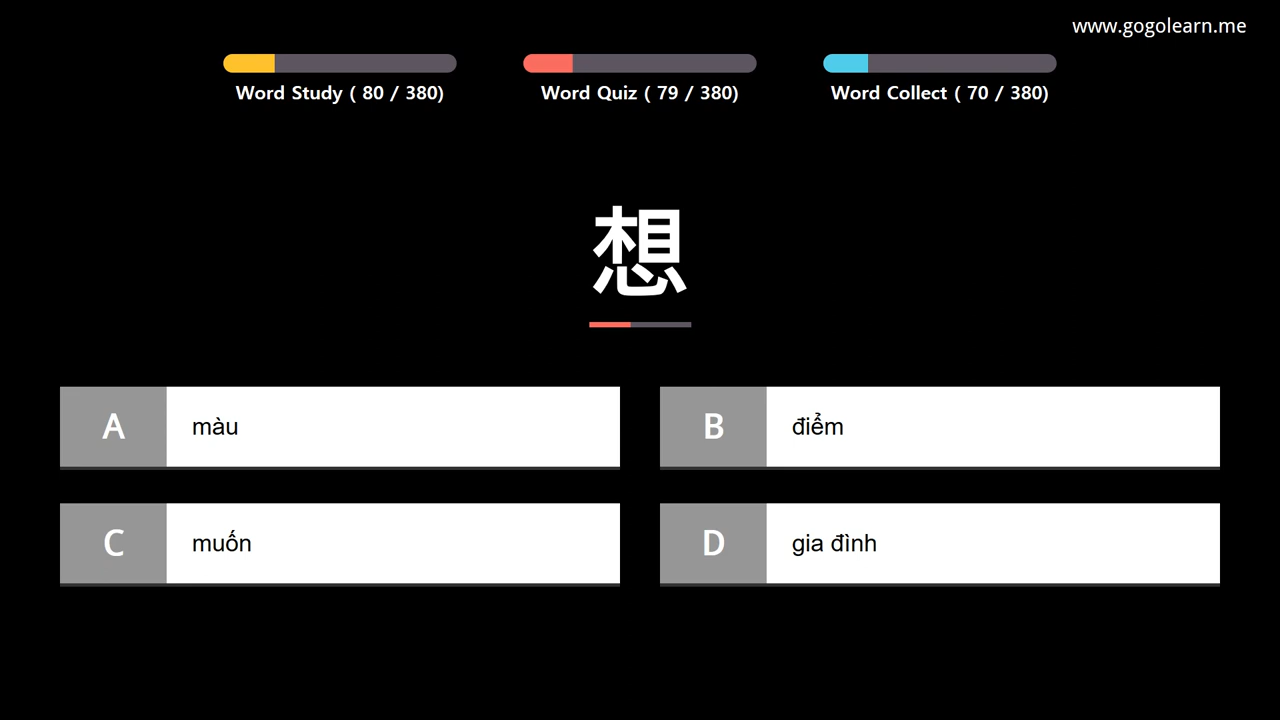 www.gogolearn.me
Word Study ( 80 / 380)
Word Quiz ( 79 / 380)
Word Collect ( 70 / 380)
想
A màu
B điểm
C muốn
D gia đình